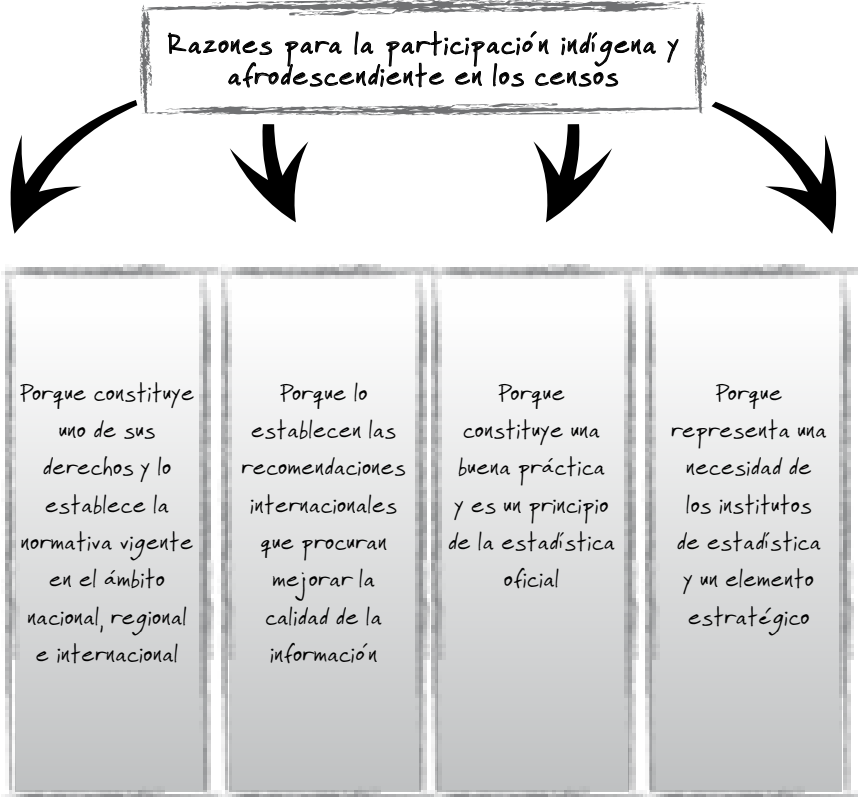 Razones para la participación indígena y
afrodescendiente en los censos
Porque constituye
uno de sus
derechos y lo
establece la
normativa vigente
en el ámbito
nacional, regional
e internacional
Porque lo
establecen las
recomendaciones
internacionales
que procuran
mejorar la
calidad de la
información
Porque
constituye una
buena práctica
y es un principio
de la estadística
oficial
Porque
representa una
necesidad de
los institutos
de estadística
y un elemento
estratégico